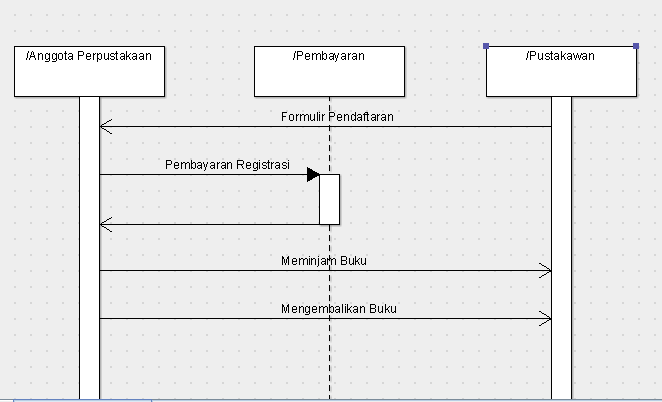 /Anggota Perpustakaan
/Pembayaran
/Pustakawan
Formulir Pendaftaran
Pembayaran Registrasi
Meminjam Buku
Mengembalikan Buku